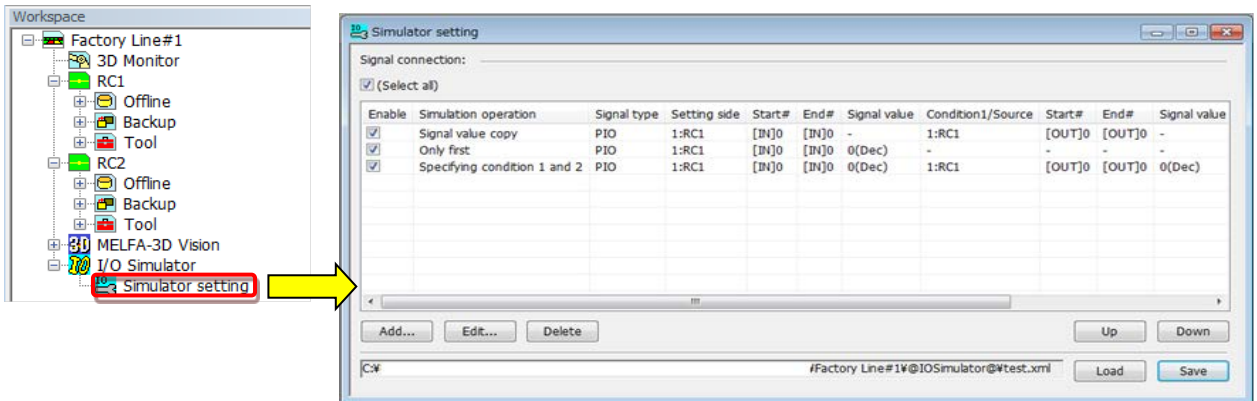 Workspace
Factory Line#1
3D Monitor
RC1
Offline
Backup
Tool
RC2
Offline
Backup
Tool
MELFA-3D Vision
I/O Simulator
Simulator setting
Simulator setting
Signal connection:
(Select all)
Enable Simulation operation Signal type Setting side Start# End# Signal value Condition1/Source Start# End# Signal value
Signal value copy PIO 1:RC1 [IN]0 [IN]0 - 1:RC1 [OUT]0 [OUT]0 -
Only first PIO 1:RC1 [IN]0 [IN]0 0(Dec) - - - -
Specifying condition 1 and 2 PIO 1:RC1 [IN]0 [IN]0 0(Dec) 1:RC1 [OUT]0 [OUT]0 0(Dec)
Add... Edit... Delete Up Down
C:¥ /Factory Line#1¥@IOSimulator@¥test.xml Load Save